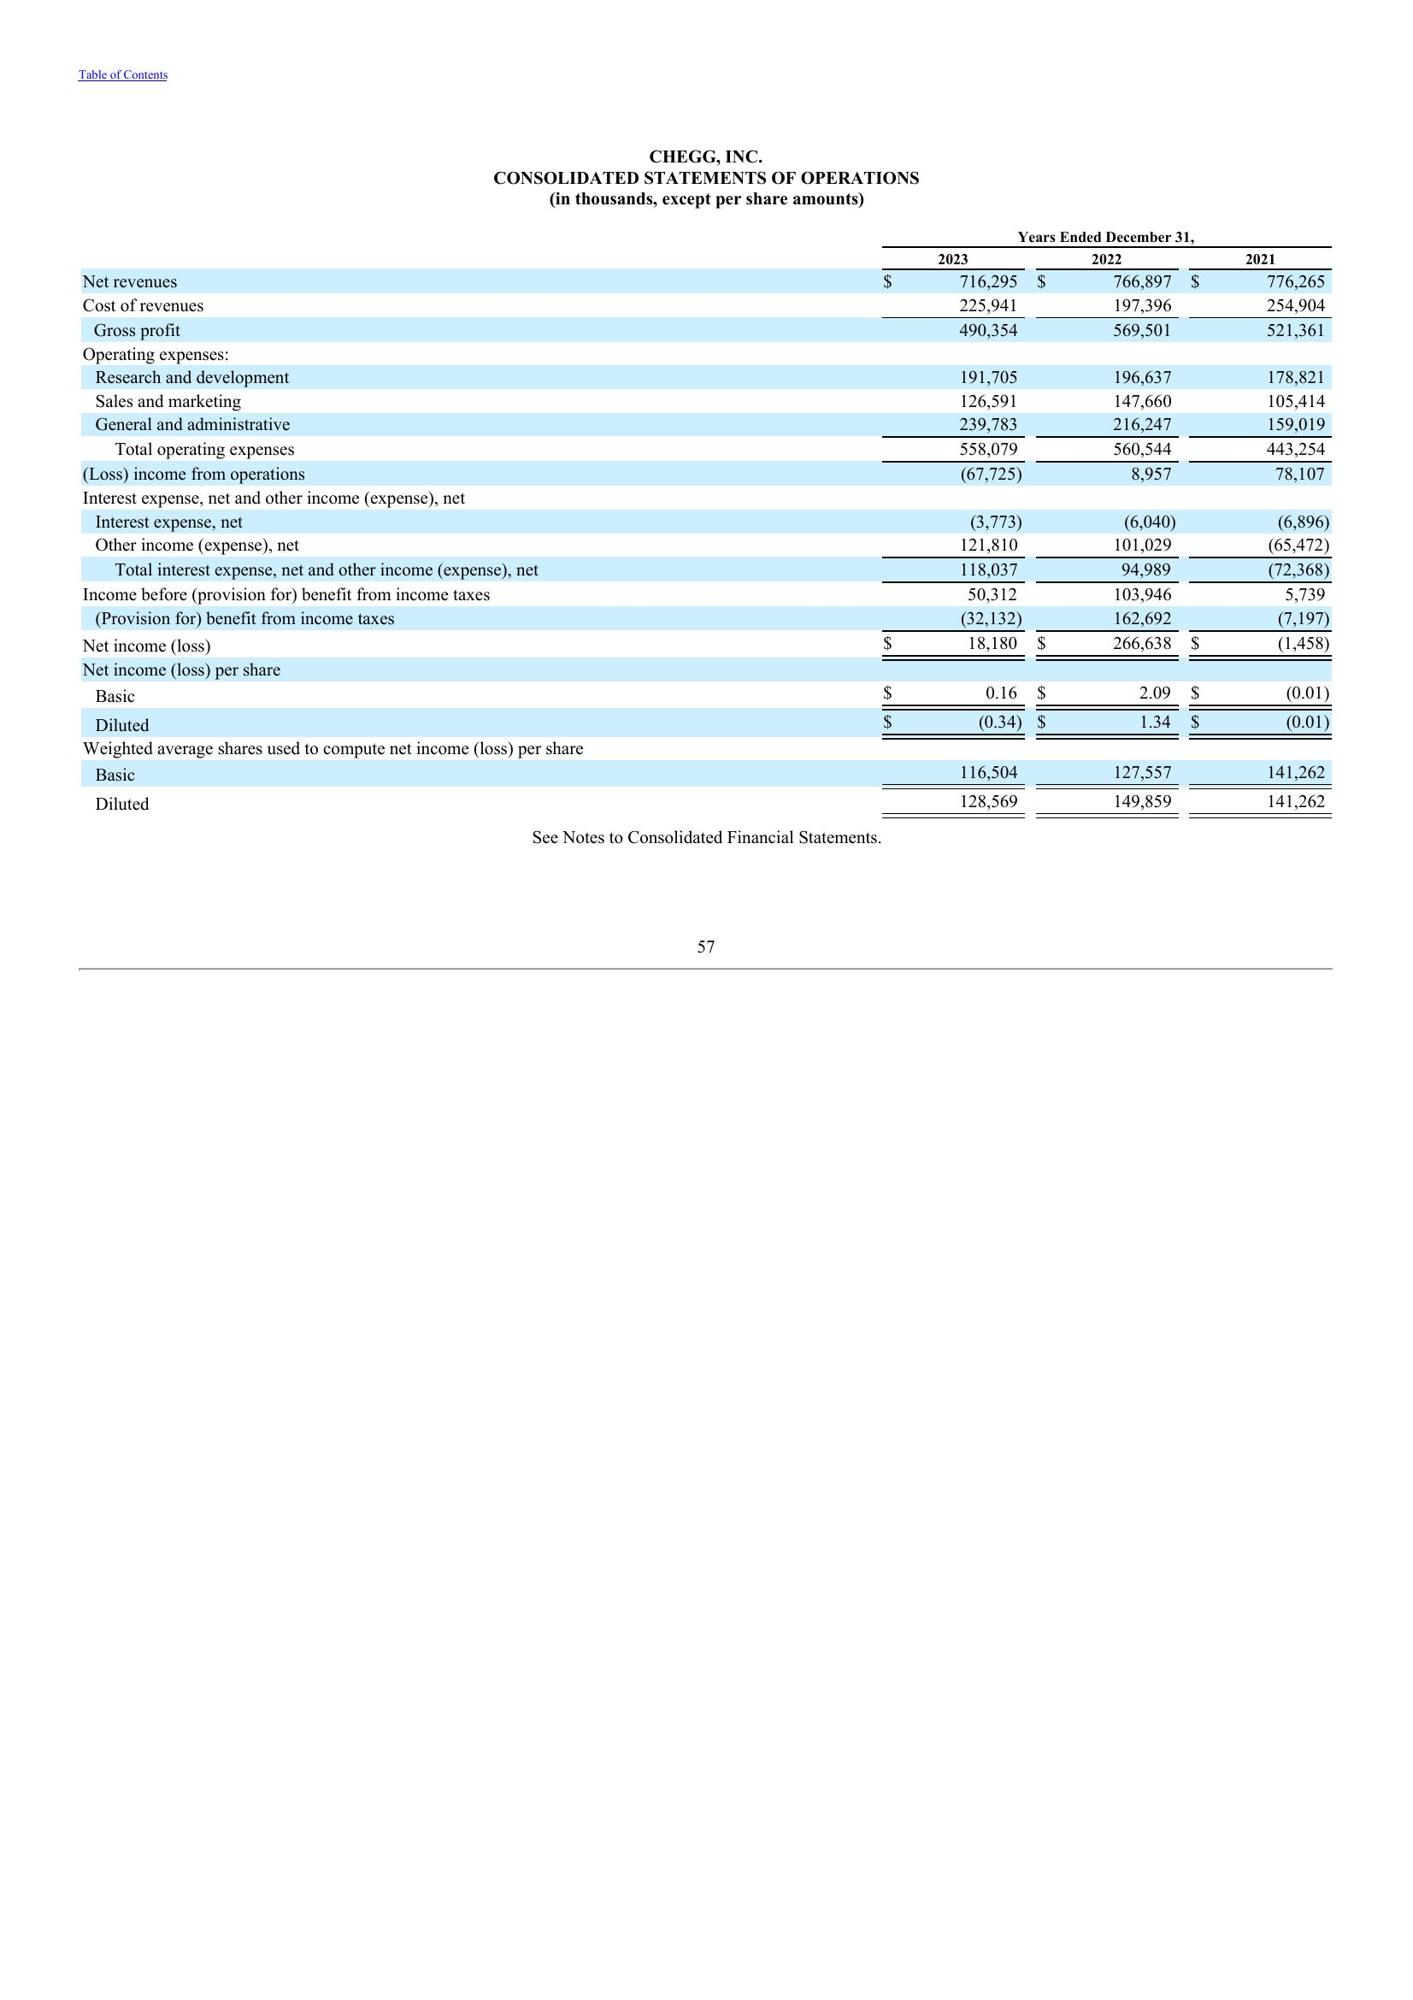 Table of Contents
CHEGG, INC.
CONSOLIDATED STATEMENTS OF OPERATIONS
(in thousands, except per share amounts)
Years Ended December 31,
2023 2022 2021
Net revenues $ 716,295 $ 766,897 $ 776,265
Cost of revenues 225,941 197,396 254,904
Gross profit 490,354 569,501 521,361
Operating expenses:
Research and development 191,705 196,637 178,821
Sales and marketing 126,591 147,660 105,414
General and administrative 239,783 216,247 159,019
Total operating expenses 558,079 560,544 443,254
(Loss) income from operations (67,725) 8,957 78,107
Interest expense, net and other income (expense), net
Interest expense, net (3,773) (6,040) (6,896)
Other income (expense), net 121,810 101,029 (65,472)
Total interest expense, net and other income (expense), net 118,037 94,989 (72,368)
Income before (provision for) benefit from income taxes 50,312 103,946 5,739
(Provision for) benefit from income taxes (32,132) 162,692 (7,197)
Net income (loss) $ 18,180 $ 266,638 $ (1,458)
Net income (loss) per share
Basic $ 0.16 $ 2.09 $ (0.01)
Diluted $ (0.34) $ 1.34 $ (0.01)
Weighted average shares used to compute net income (loss) per share
Basic 116,504 127,557 141,262
Diluted 128,569 149,859 141,262
See Notes to Consolidated Financial Statements.
57